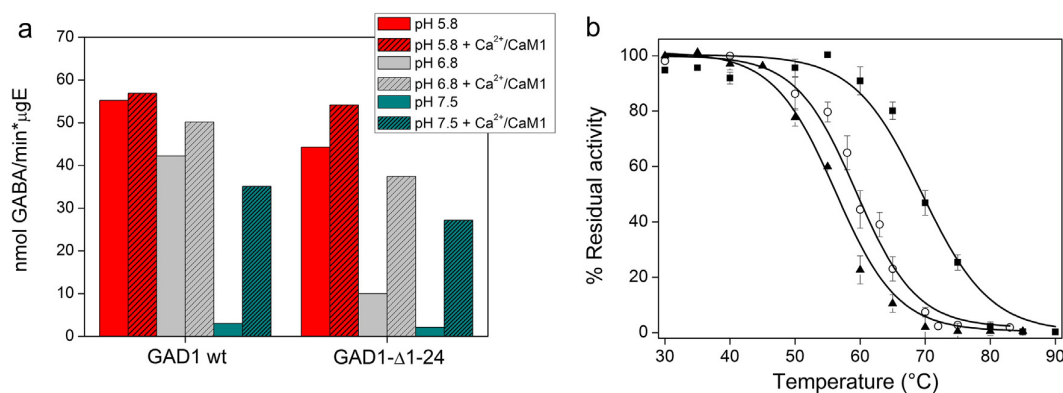 a
nmol GABA/min*µgE
70
60
50
40
30
20
10
0
GAD1 wt
GAD1-Δ1-24
pH 5.8
pH 5.8 + Ca²⁺/CaM1
pH 6.8
pH 6.8 + Ca²⁺/CaM1
pH 7.5
pH 7.5 + Ca²⁺/CaM1
b
% Residual activity
100
80
60
40
20
0
30
40
50
60
70
80
90
Temperature (°C)